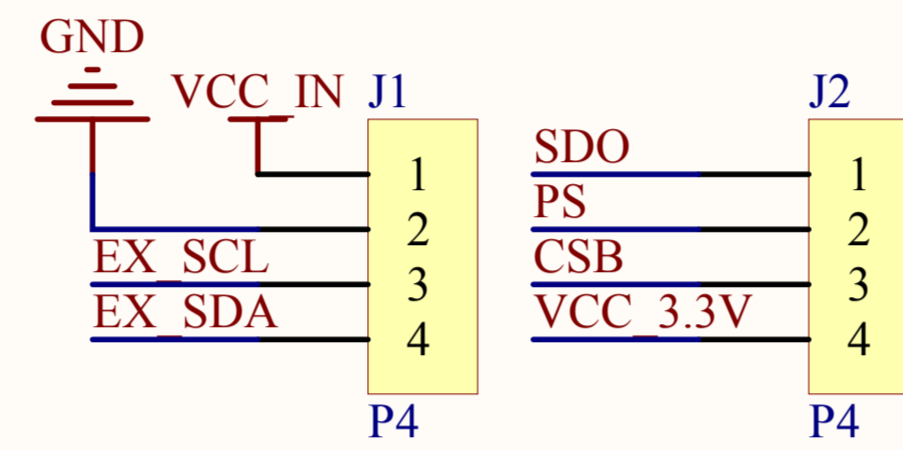 GND
VCC_IN
J1
1
2
EX_SCL
3
EX_SDA
4
P4
J2
SDO
1
PS
2
CSB
3
VCC_3.3V
4
P4